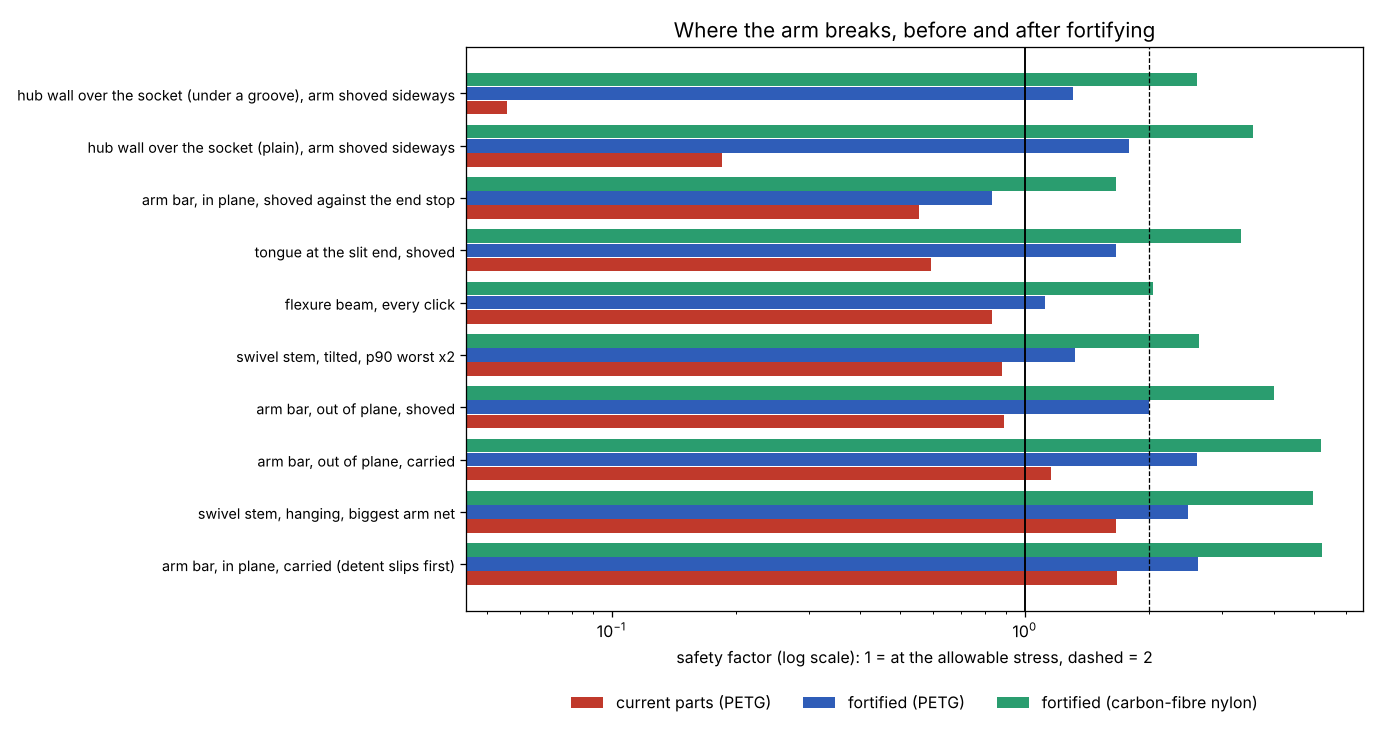 Where the arm breaks, before and after fortifying
hub wall over the socket (under a groove), arm shoved sideways
hub wall over the socket (plain), arm shoved sideways
arm bar, in plane, shoved against the end stop
tongue at the slit end, shoved
flexure beam, every click
swivel stem, tilted, p90 worst x2
arm bar, out of plane, shoved
arm bar, out of plane, carried
swivel stem, hanging, biggest arm net
arm bar, in plane, carried (detent slips first)
10⁻¹ 10⁰
safety factor (log scale): 1 = at the allowable stress, dashed = 2
current parts (PETG) fortified (PETG) fortified (carbon-fibre nylon)